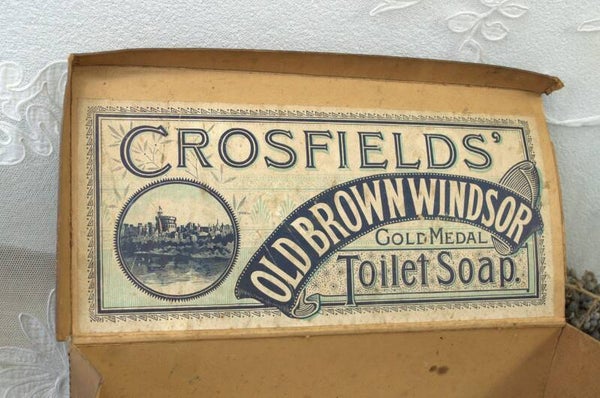 CROSFIELDS'
OLD BROWN WINDSOR
GOLD MEDAL
Toilet Soap.